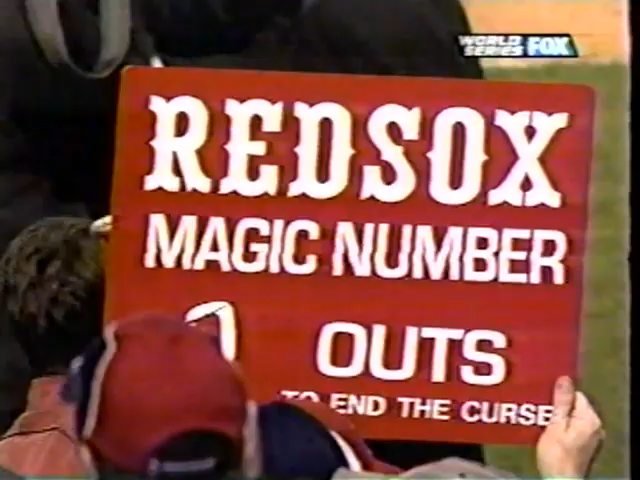 WORLD
SERIES FOX
REDSOX
MAGIC NUMBER
OUTS
TO END THE CURSE